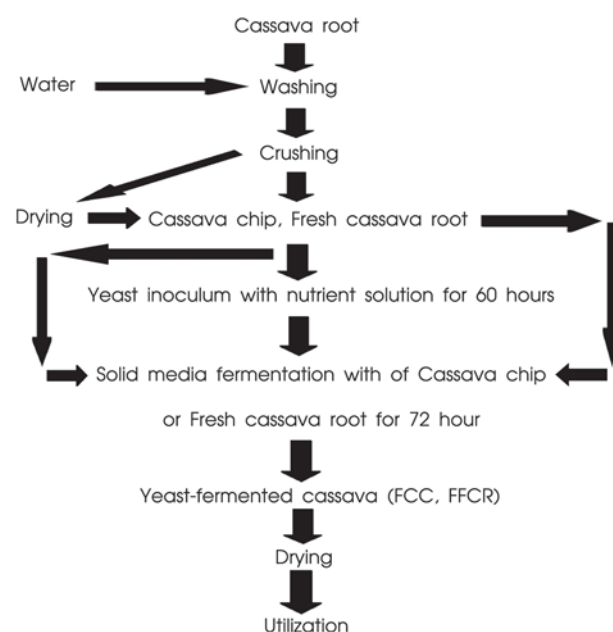 Cassava root
Water
Washing
Crushing
Drying
Cassava chip, Fresh cassava root
Yeast inoculum with nutrient solution for 60 hours
Solid media fermentation with of Cassava chip
or Fresh cassava root for 72 hour
Yeast-fermented cassava (FCC, FFCR)
Drying
Utilization